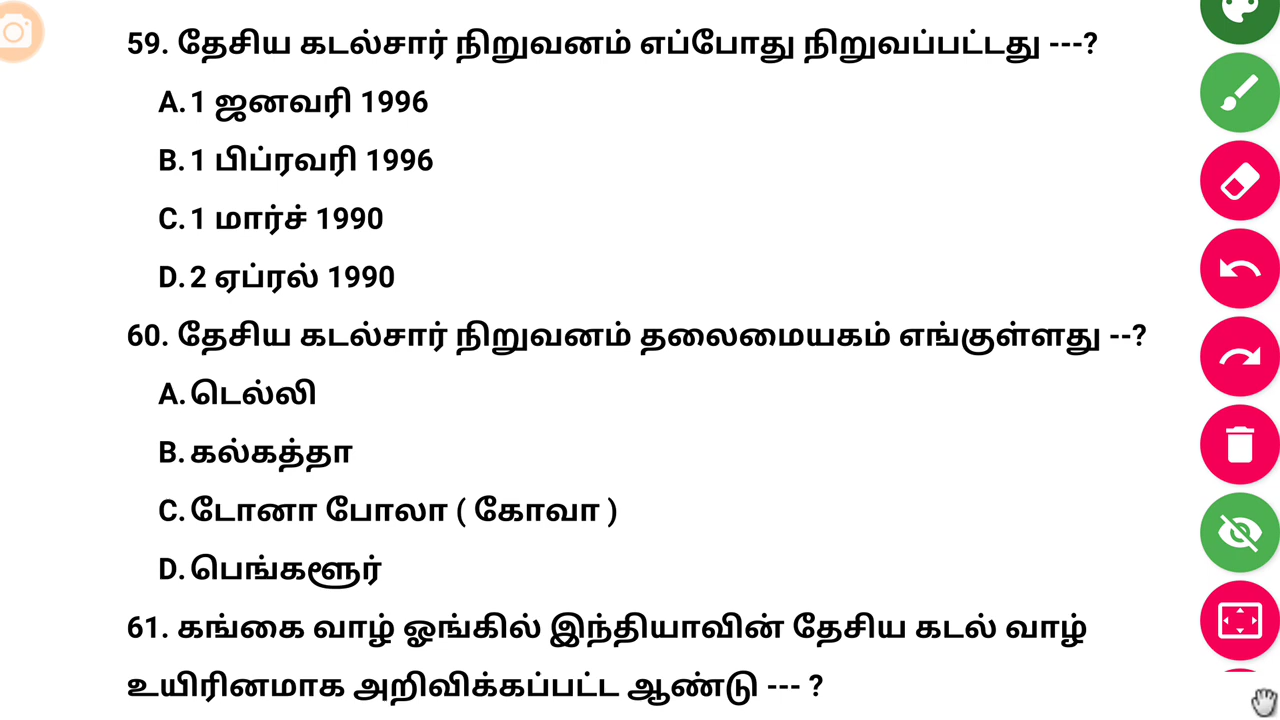 59. தேசிய கடல்சார் நிறுவனம் எப்போது நிறுவப்பட்டது ---?
A. 1 ஜனவரி 1996
B. 1 பிப்ரவரி 1996
C. 1 மார்ச் 1990
D. 2 ஏப்ரல் 1990
60. தேசிய கடல்சார் நிறுவனம் தலைமையகம் எங்குள்ளது --?
A. டெல்லி
B. கல்கத்தா
C. டோனா போலா ( கோவா )
D. பெங்களூர்
61. கங்கை வாழ் ஓங்கில் இந்தியாவின் தேசிய கடல் வாழ்
உயிரினமாக அறிவிக்கப்பட்ட ஆண்டு --- ?